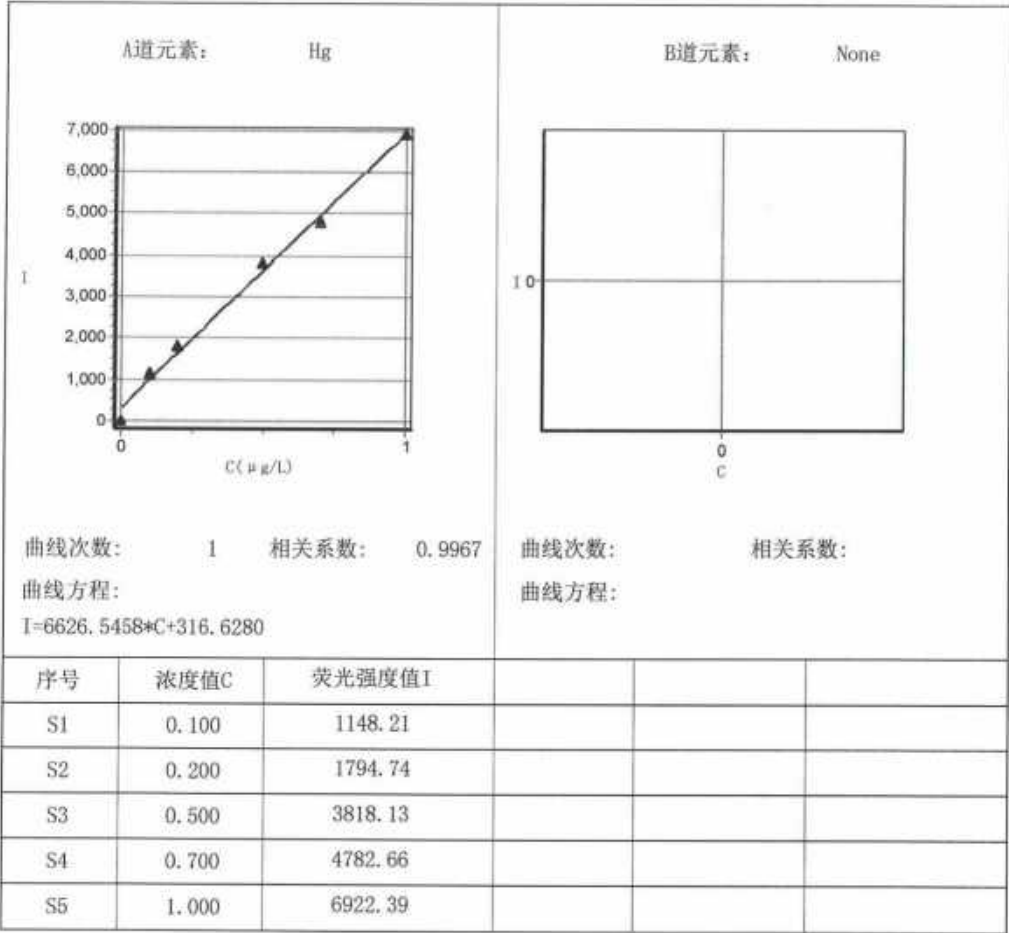 A道元素： Hg
7,000
6,000
5,000
4,000
3,000
2,000
1,000
0
I
0 1
C(μg/L)
曲线次数: 1 相关系数: 0.9967
曲线方程:
I=6626.5458*C+316.6280
B道元素： None
I 0
0
C
曲线次数: 相关系数:
曲线方程:
序号 浓度值C 荧光强度值I
S1 0.100 1148.21
S2 0.200 1794.74
S3 0.500 3818.13
S4 0.700 4782.66
S5 1.000 6922.39